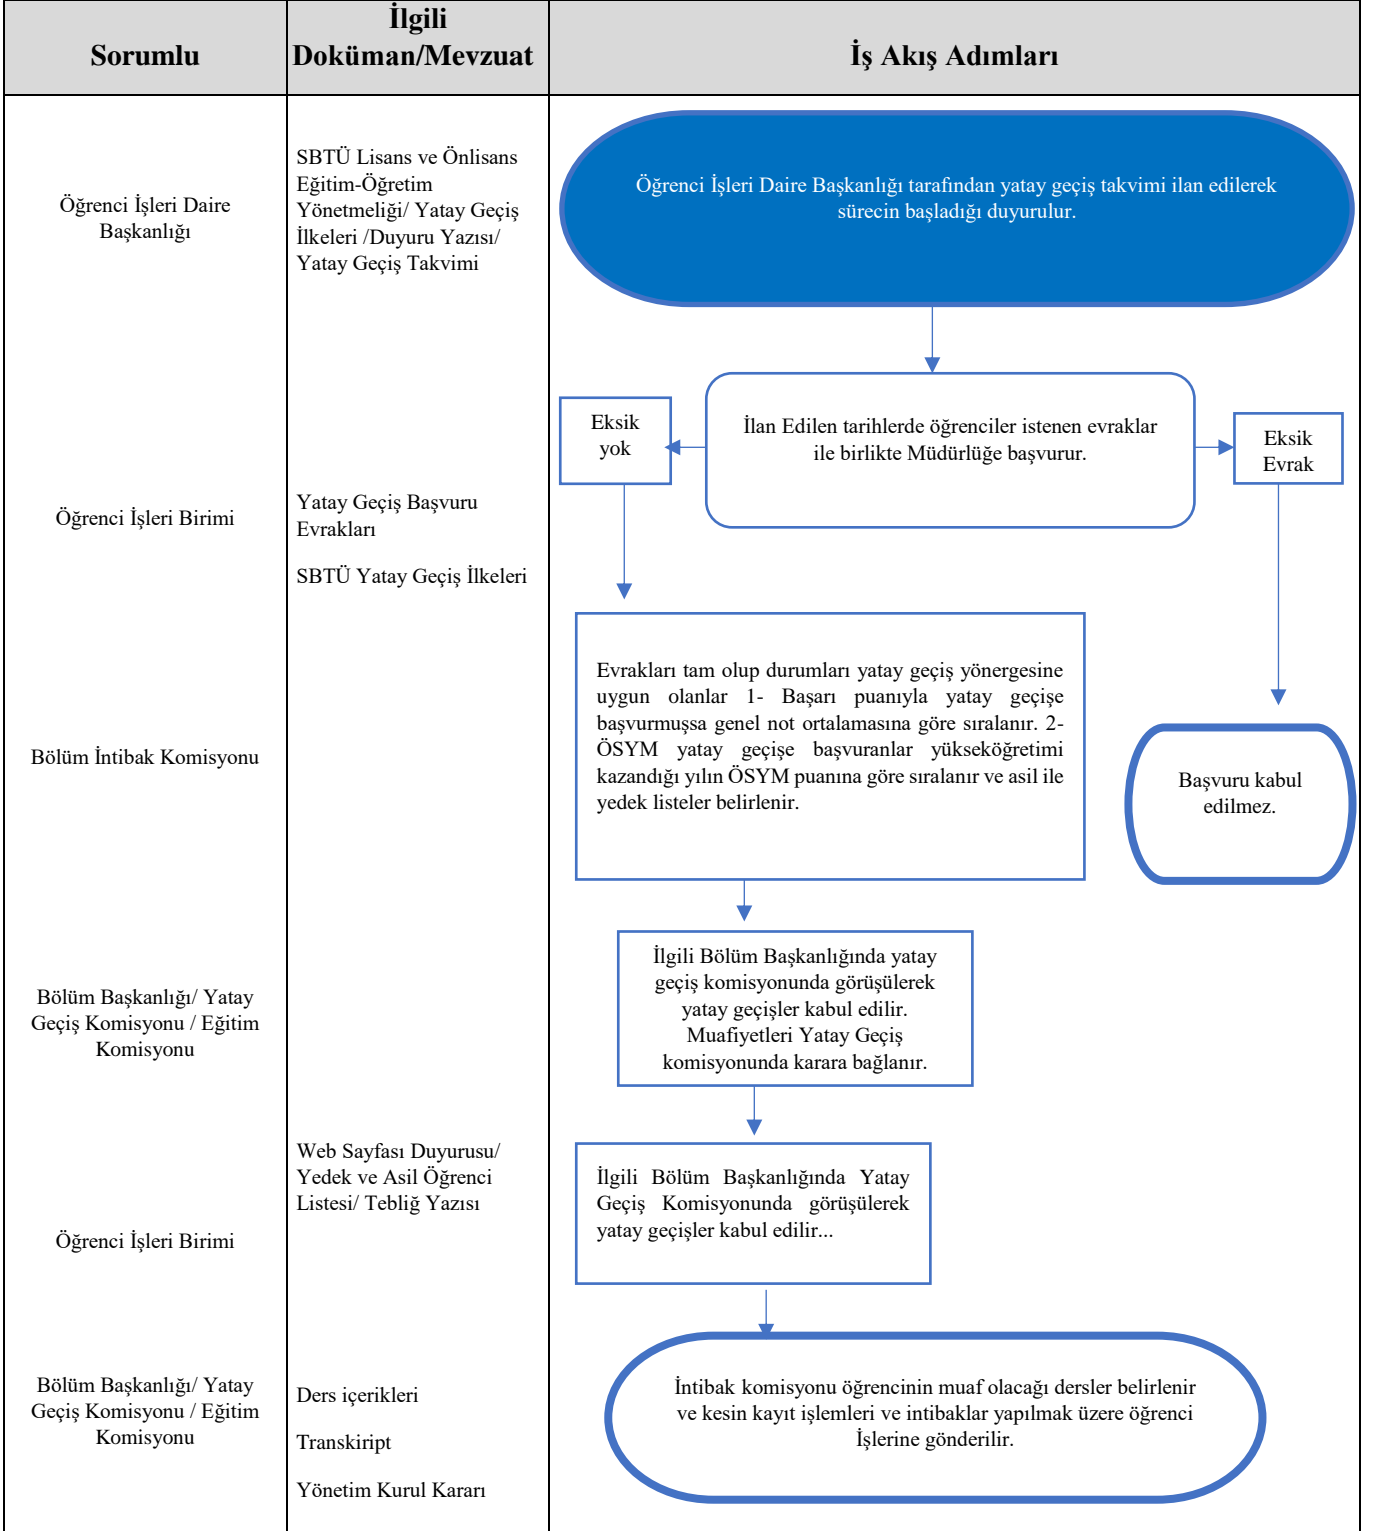 Sorumlu
İlgili
Doküman/Mevzuat
İş Akış Adımları
Öğrenci İşleri Daire
Başkanlığı
SBTÜ Lisans ve Önlisans
Eğitim-Öğretim
Yönetmeliği/ Yatay Geçiş
İlkeleri /Duyuru Yazısı/
Yatay Geçiş Takvimi
Öğrenci İşleri Daire Başkanlığı tarafından yatay geçiş takvimi ilan edilerek
sürecin başladığı duyurulur.
Eksik
yok
İlan Edilen tarihlerde öğrenciler istenen evraklar
ile birlikte Müdürlüğe başvurur.
Eksik
Evrak
Öğrenci İşleri Birimi
Yatay Geçiş Başvuru
Evrakları
SBTÜ Yatay Geçiş İlkeleri
Bölüm İntibak Komisyonu
Evrakları tam olup durumları yatay geçiş yönergesine
uygun olanlar 1- Başarı puanıyla yatay geçişe
başvurmuşsa genel not ortalamasına göre sıralanır. 2-
ÖSYM yatay geçişe başvuranlar yükseköğretimi
kazandığı yılın ÖSYM puanına göre sıralanır ve asil ile
yedek listeler belirlenir.
Başvuru kabul
edilmez.
Bölüm Başkanlığı/ Yatay
Geçiş Komisyonu / Eğitim
Komisyonu
İlgili Bölüm Başkanlığında yatay
geçiş komisyonunda görüşülerek
yatay geçişler kabul edilir.
Muafiyetleri Yatay Geçiş
komisyonunda karara bağlanır.
Öğrenci İşleri Birimi
Web Sayfası Duyurusu/
Yedek ve Asil Öğrenci
Listesi/ Tebliğ Yazısı
İlgili Bölüm Başkanlığında Yatay
Geçiş Komisyonunda görüşülerek
yatay geçişler kabul edilir...
Bölüm Başkanlığı/ Yatay
Geçiş Komisyonu / Eğitim
Komisyonu
Ders içerikleri
Transkiript
Yönetim Kurul Kararı
İntibak komisyonu öğrencinin muaf olacağı dersler belirlenir
ve kesin kayıt işlemleri ve intibaklar yapılmak üzere öğrenci
İşlerine gönderilir.